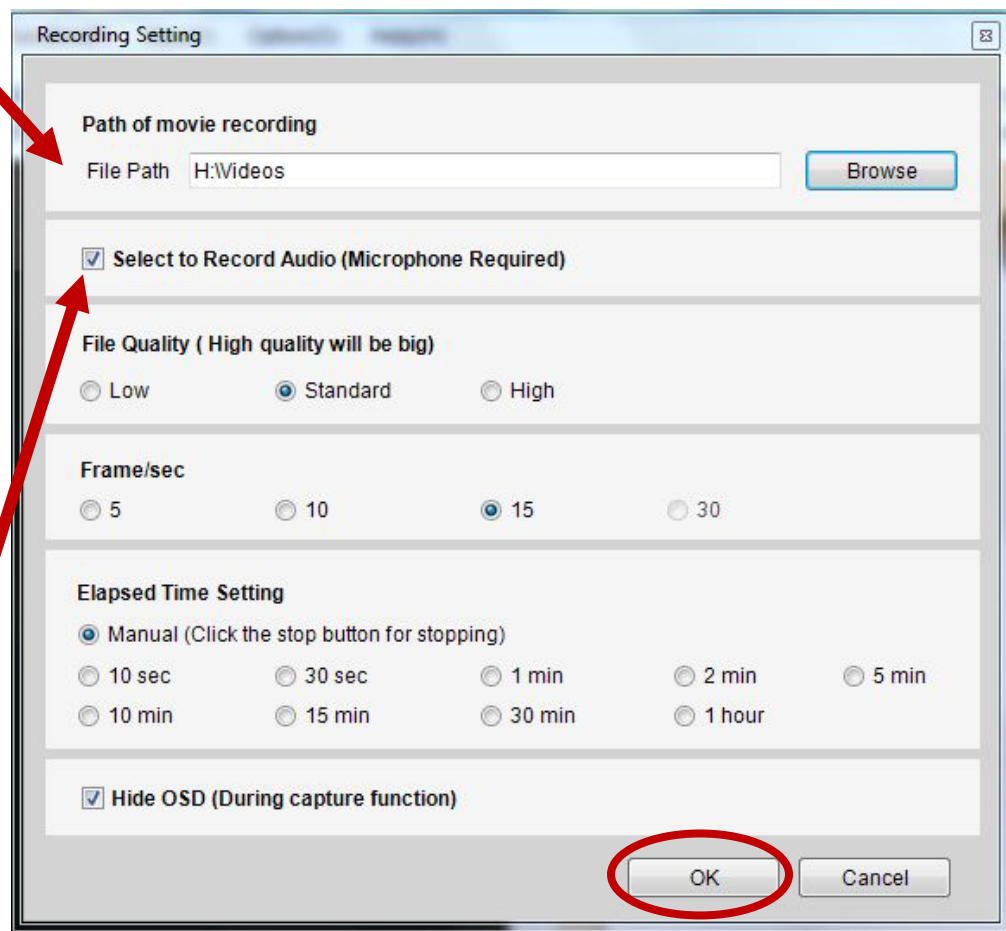 Recording Setting
Path of movie recording
File Path H:\Videos Browse
Select to Record Audio (Microphone Required)
File Quality ( High quality will be big)
Low Standard High
Frame/sec
5 10 15 30
Elapsed Time Setting
Manual (Click the stop button for stopping)
10 sec 30 sec 1 min 2 min 5 min
10 min 15 min 30 min 1 hour
Hide OSD (During capture function)
OK Cancel